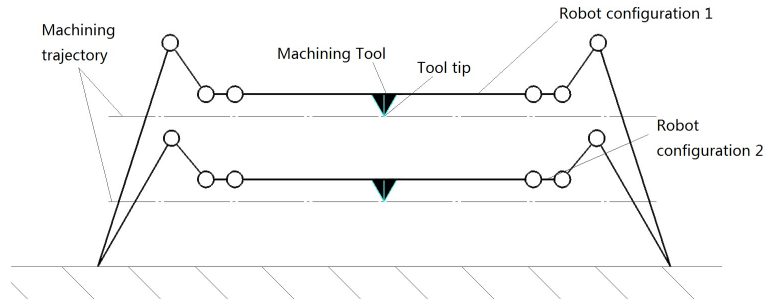 Robot configuration 1
Machining
trajectory
Machining Tool
Tool tip
Robot
configuration 2